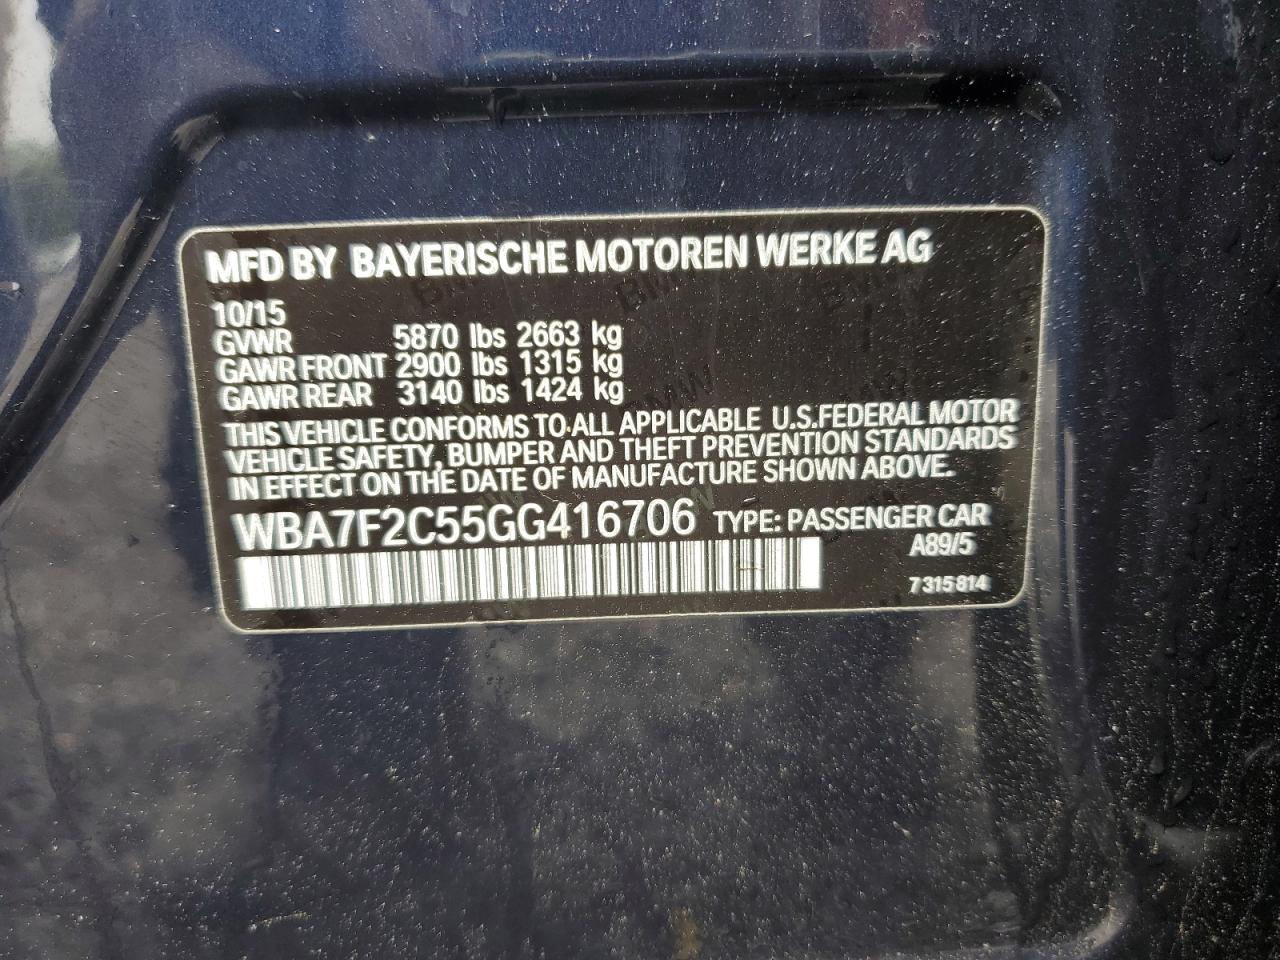 MFD BY BAYERISCHE MOTOREN WERKE AG
10/15
GVWR 5870 lbs 2663 kg
GAWR FRONT 2900 lbs 1315 kg
GAWR REAR 3140 lbs 1424 kg
THIS VEHICLE CONFORMS TO ALL APPLICABLE U.S.FEDERAL MOTOR
VEHICLE SAFETY, BUMPER AND THEFT PREVENTION STANDARDS
IN EFFECT ON THE DATE OF MANUFACTURE SHOWN ABOVE.
WBA7F2C55GG416706 TYPE: PASSENGER CAR
A89/5
7 315 814